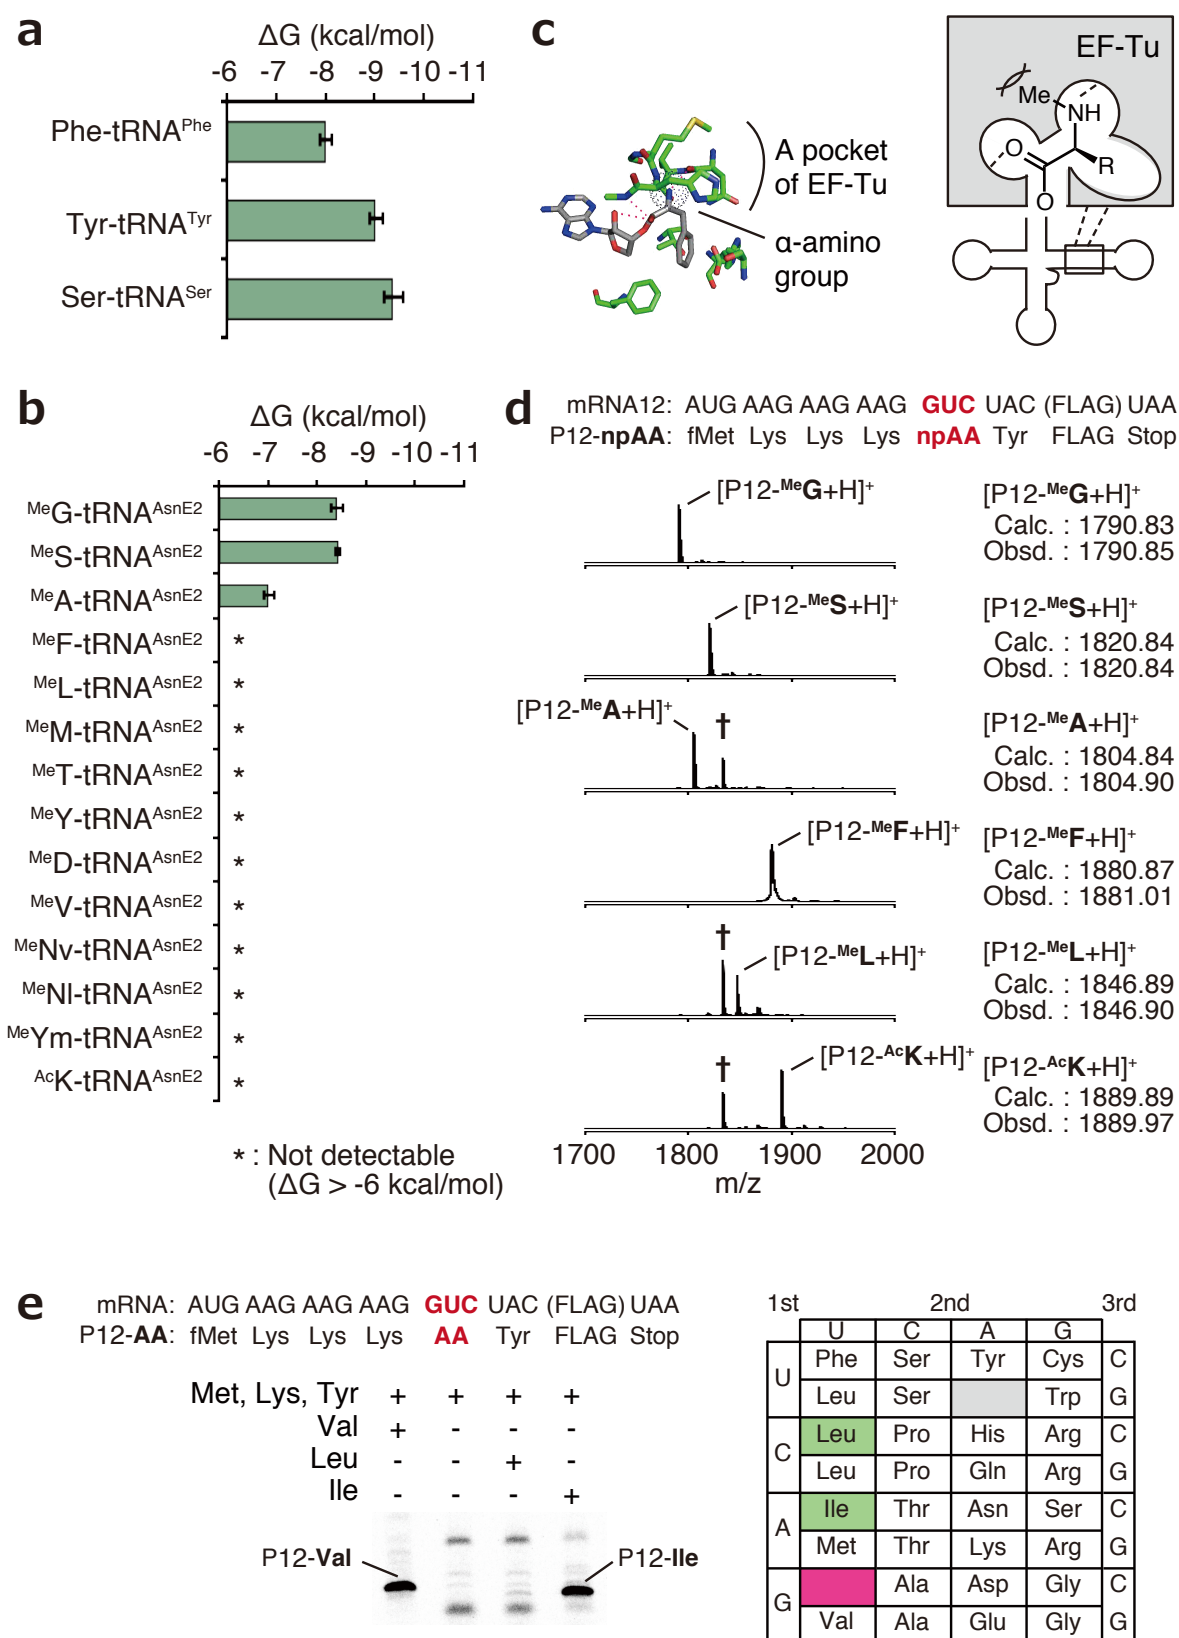 a
ΔG (kcal/mol)
-6 -7 -8 -9 -10 -11
Phe-tRNAPhe
Tyr-tRNATyr
Ser-tRNASer
c
A pocket
of EF-Tu
α-amino
group
EF-Tu
Me
NH
O
R
O
b
ΔG (kcal/mol)
-6 -7 -8 -9 -10 -11
MeG-tRNAAsnE2
MeS-tRNAAsnE2
MeA-tRNAAsnE2
MeF-tRNAAsnE2 *
MeL-tRNAAsnE2 *
MeM-tRNAAsnE2 *
MeT-tRNAAsnE2 *
MeY-tRNAAsnE2 *
MeD-tRNAAsnE2 *
MeV-tRNAAsnE2 *
MeNv-tRNAAsnE2 *
MeNl-tRNAAsnE2 *
MeYm-tRNAAsnE2 *
AcK-tRNAAsnE2 *
* : Not detectable
(ΔG > -6 kcal/mol)
d
mRNA12: AUG AAG AAG AAG GUC UAC (FLAG) UAA
P12-npAA: fMet Lys Lys Lys npAA Tyr FLAG Stop
[P12-MeG+H]+
[P12-MeG+H]+
Calc. : 1790.83
Obsd. : 1790.85
[P12-MeS+H]+
[P12-MeS+H]+
Calc. : 1820.84
Obsd. : 1820.84
[P12-MeA+H]+
†
[P12-MeA+H]+
Calc. : 1804.84
Obsd. : 1804.90
[P12-MeF+H]+
[P12-MeF+H]+
Calc. : 1880.87
Obsd. : 1881.01
†
[P12-MeL+H]+
[P12-MeL+H]+
Calc. : 1846.89
Obsd. : 1846.90
†
[P12-AcK+H]+
[P12-AcK+H]+
Calc. : 1889.89
Obsd. : 1889.97
1700 1800 1900 2000
m/z
e
mRNA: AUG AAG AAG AAG GUC UAC (FLAG) UAA
P12-AA: fMet Lys Lys Lys AA Tyr FLAG Stop
Met, Lys, Tyr + + + +
Val + - - -
Leu - - + -
Ile - - - +
P12-Val
P12-Ile
1st 2nd 3rd
U C A G
U Phe Ser Tyr Cys C
Leu Ser Trp G
C Leu Pro His Arg C
Leu Pro Gln Arg G
A Ile Thr Asn Ser C
Met Thr Lys Arg G
G Ala Asp Gly C
Val Ala Glu Gly G